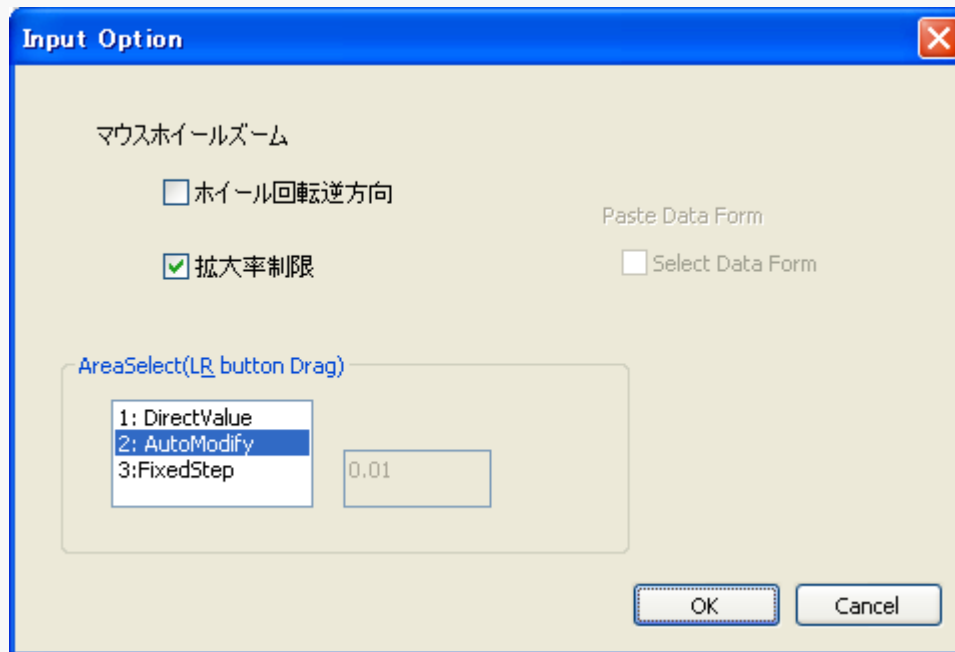 Input Option
マウスホイールズーム
ホイール回転逆方向
Paste Data Form
拡大率制限
Select Data Form
AreaSelect(LR button Drag)
1: DirectValue
2: AutoModify
3:FixedStep
0.01
OK
Cancel